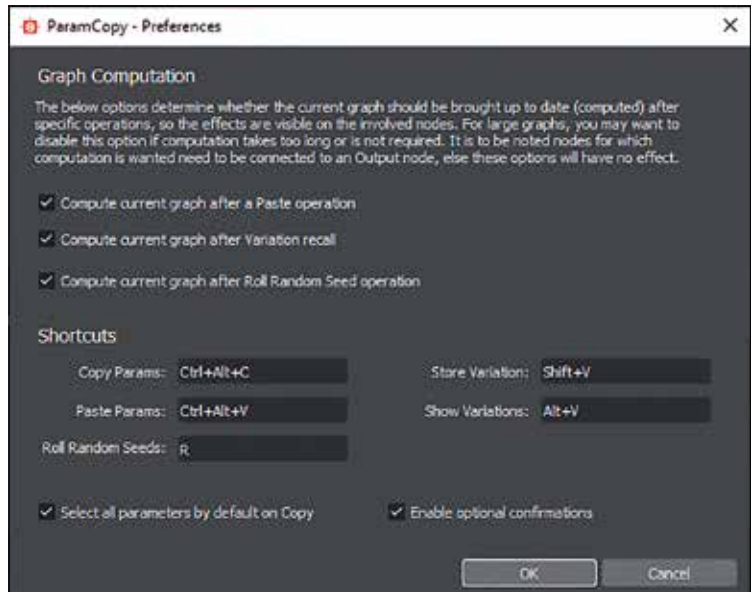 ParamCopy - Preferences
Graph Computation
The below options determine whether the current graph should be brought up to date (computed) after
specific operations, so the effects are visible on the involved nodes. For large graphs, you may want to
disable this option if computation takes too long or is not required. It is to be noted nodes for which
computation is wanted need to be connected to an Output node, else these options will have no effect.
Compute current graph after a Paste operation
Compute current graph after Variation recall
Compute current graph after Roll Random Seed operation
Shortcuts
Copy Params: Ctrl+Alt+C
Store Variation: Shift+V
Paste Params: Ctrl+Alt+V
Show Variations: Alt+V
Roll Random Seeds: R
Select all parameters by default on Copy
Enable optional confirmations
OK
Cancel